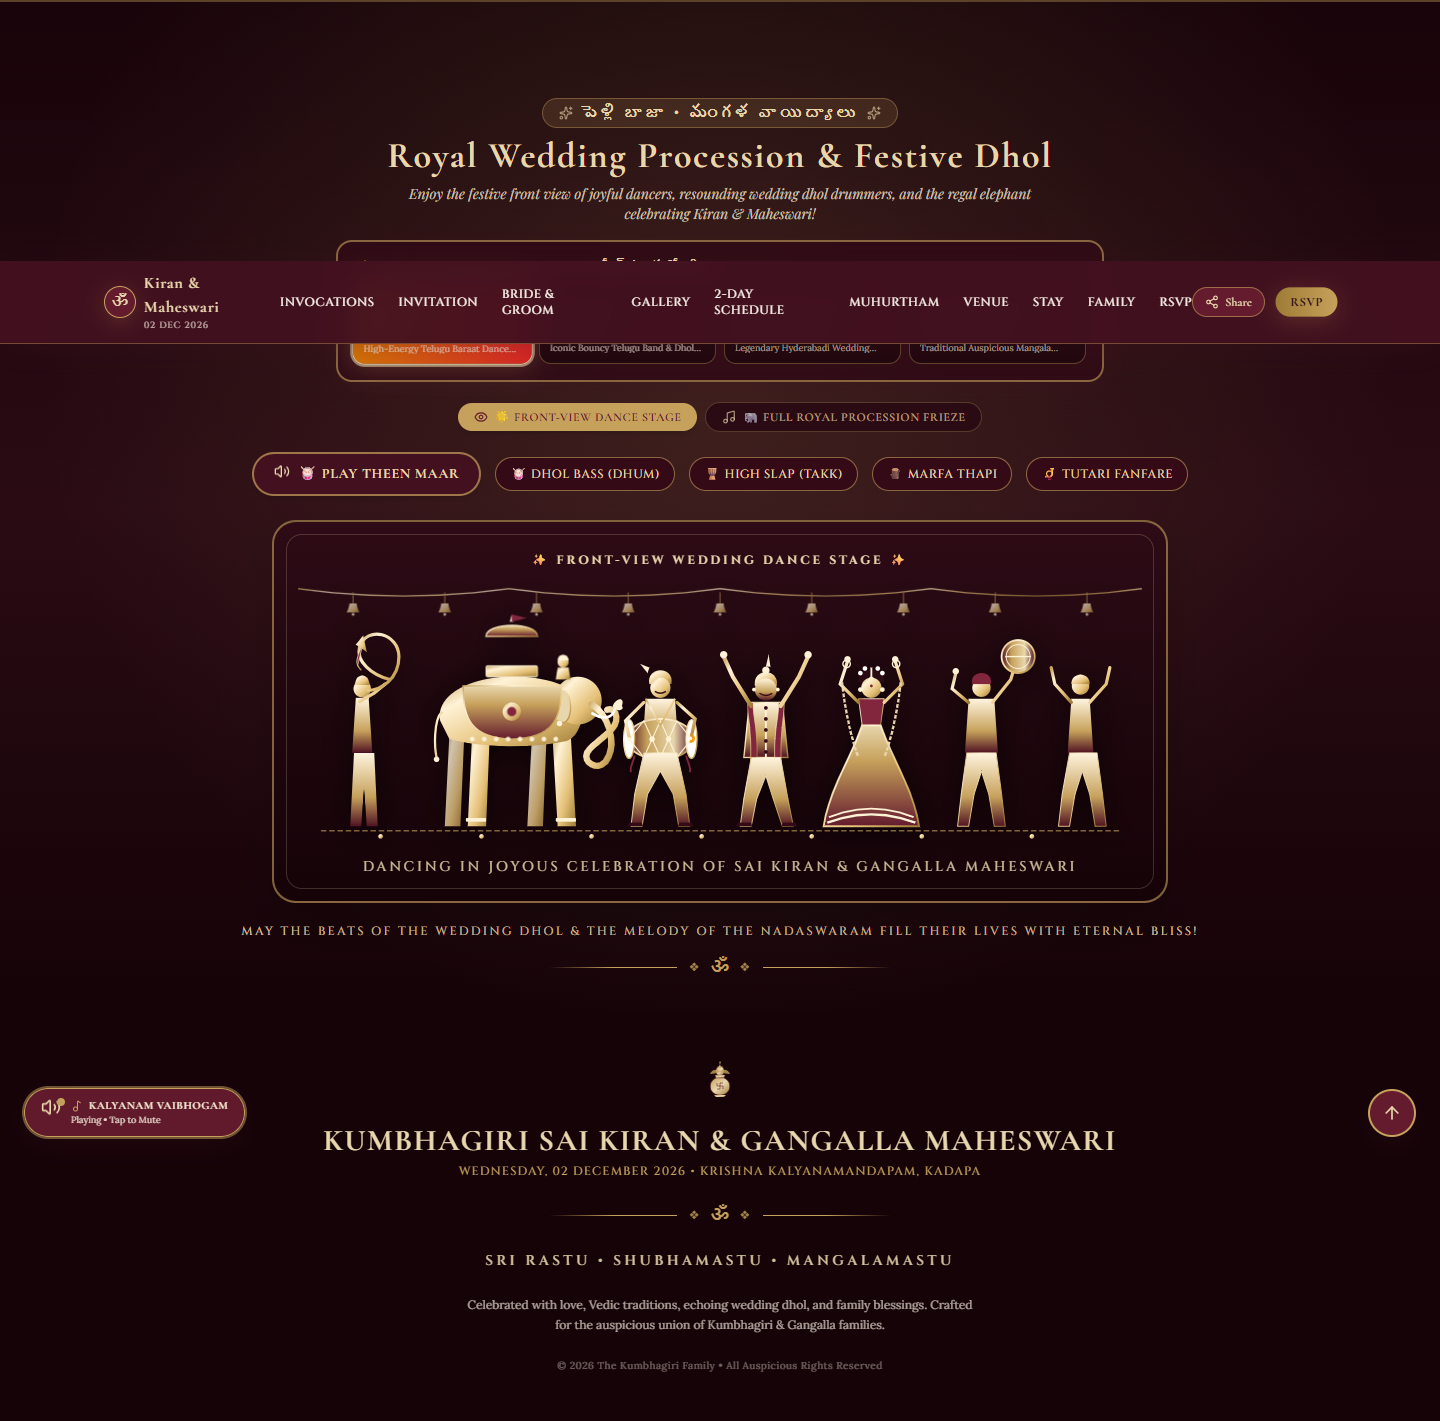 పెళ్లి బాజా • మంగళ వాయిద్యాలు
Royal Wedding Procession & Festive Dhol
Enjoy the festive front view of joyful dancers, resounding wedding dhol drummers, and the regal elephant
celebrating Kiran & Maheswari!
ॐ
Kiran &
Maheswari
02 DEC 2026
INVOCATIONS
INVITATION
BRIDE &
GROOM
GALLERY
2-DAY
SCHEDULE
MUHURTHAM
VENUE
STAY
FAMILY
RSVP
Share
RSVP
High-Energy Telugu Baraat Dance...
Iconic Bouncy Telugu Band & Dhol...
Legendary Hyderabadi Wedding...
Traditional Auspicious Mangala...
FRONT-VIEW DANCE STAGE
FULL ROYAL PROCESSION FRIEZE
PLAY THEEN MAAR
DHOL BASS (DHUM)
HIGH SLAP (TAKK)
MARFA THAPI
TUTARI FANFARE
✨ FRONT-VIEW WEDDING DANCE STAGE ✨
DANCING IN JOYOUS CELEBRATION OF SAI KIRAN & GANGALLA MAHESWARI
MAY THE BEATS OF THE WEDDING DHOL & THE MELODY OF THE NADASWARAM FILL THEIR LIVES WITH ETERNAL BLISS!
❖ ॐ ❖
KALYANAM VAIBHOGAM
Playing • Tap to Mute
KUMBHAGIRI SAI KIRAN & GANGALLA MAHESWARI
WEDNESDAY, 02 DECEMBER 2026 • KRISHNA KALYANAMANDAPAM, KADAPA
❖ ॐ ❖
SRI RASTU • SHUBHAMASTU • MANGALAMASTU
Celebrated with love, Vedic traditions, echoing wedding dhol, and family blessings. Crafted
for the auspicious union of Kumbhagiri & Gangalla families.
© 2026 The Kumbhagiri Family • All Auspicious Rights Reserved